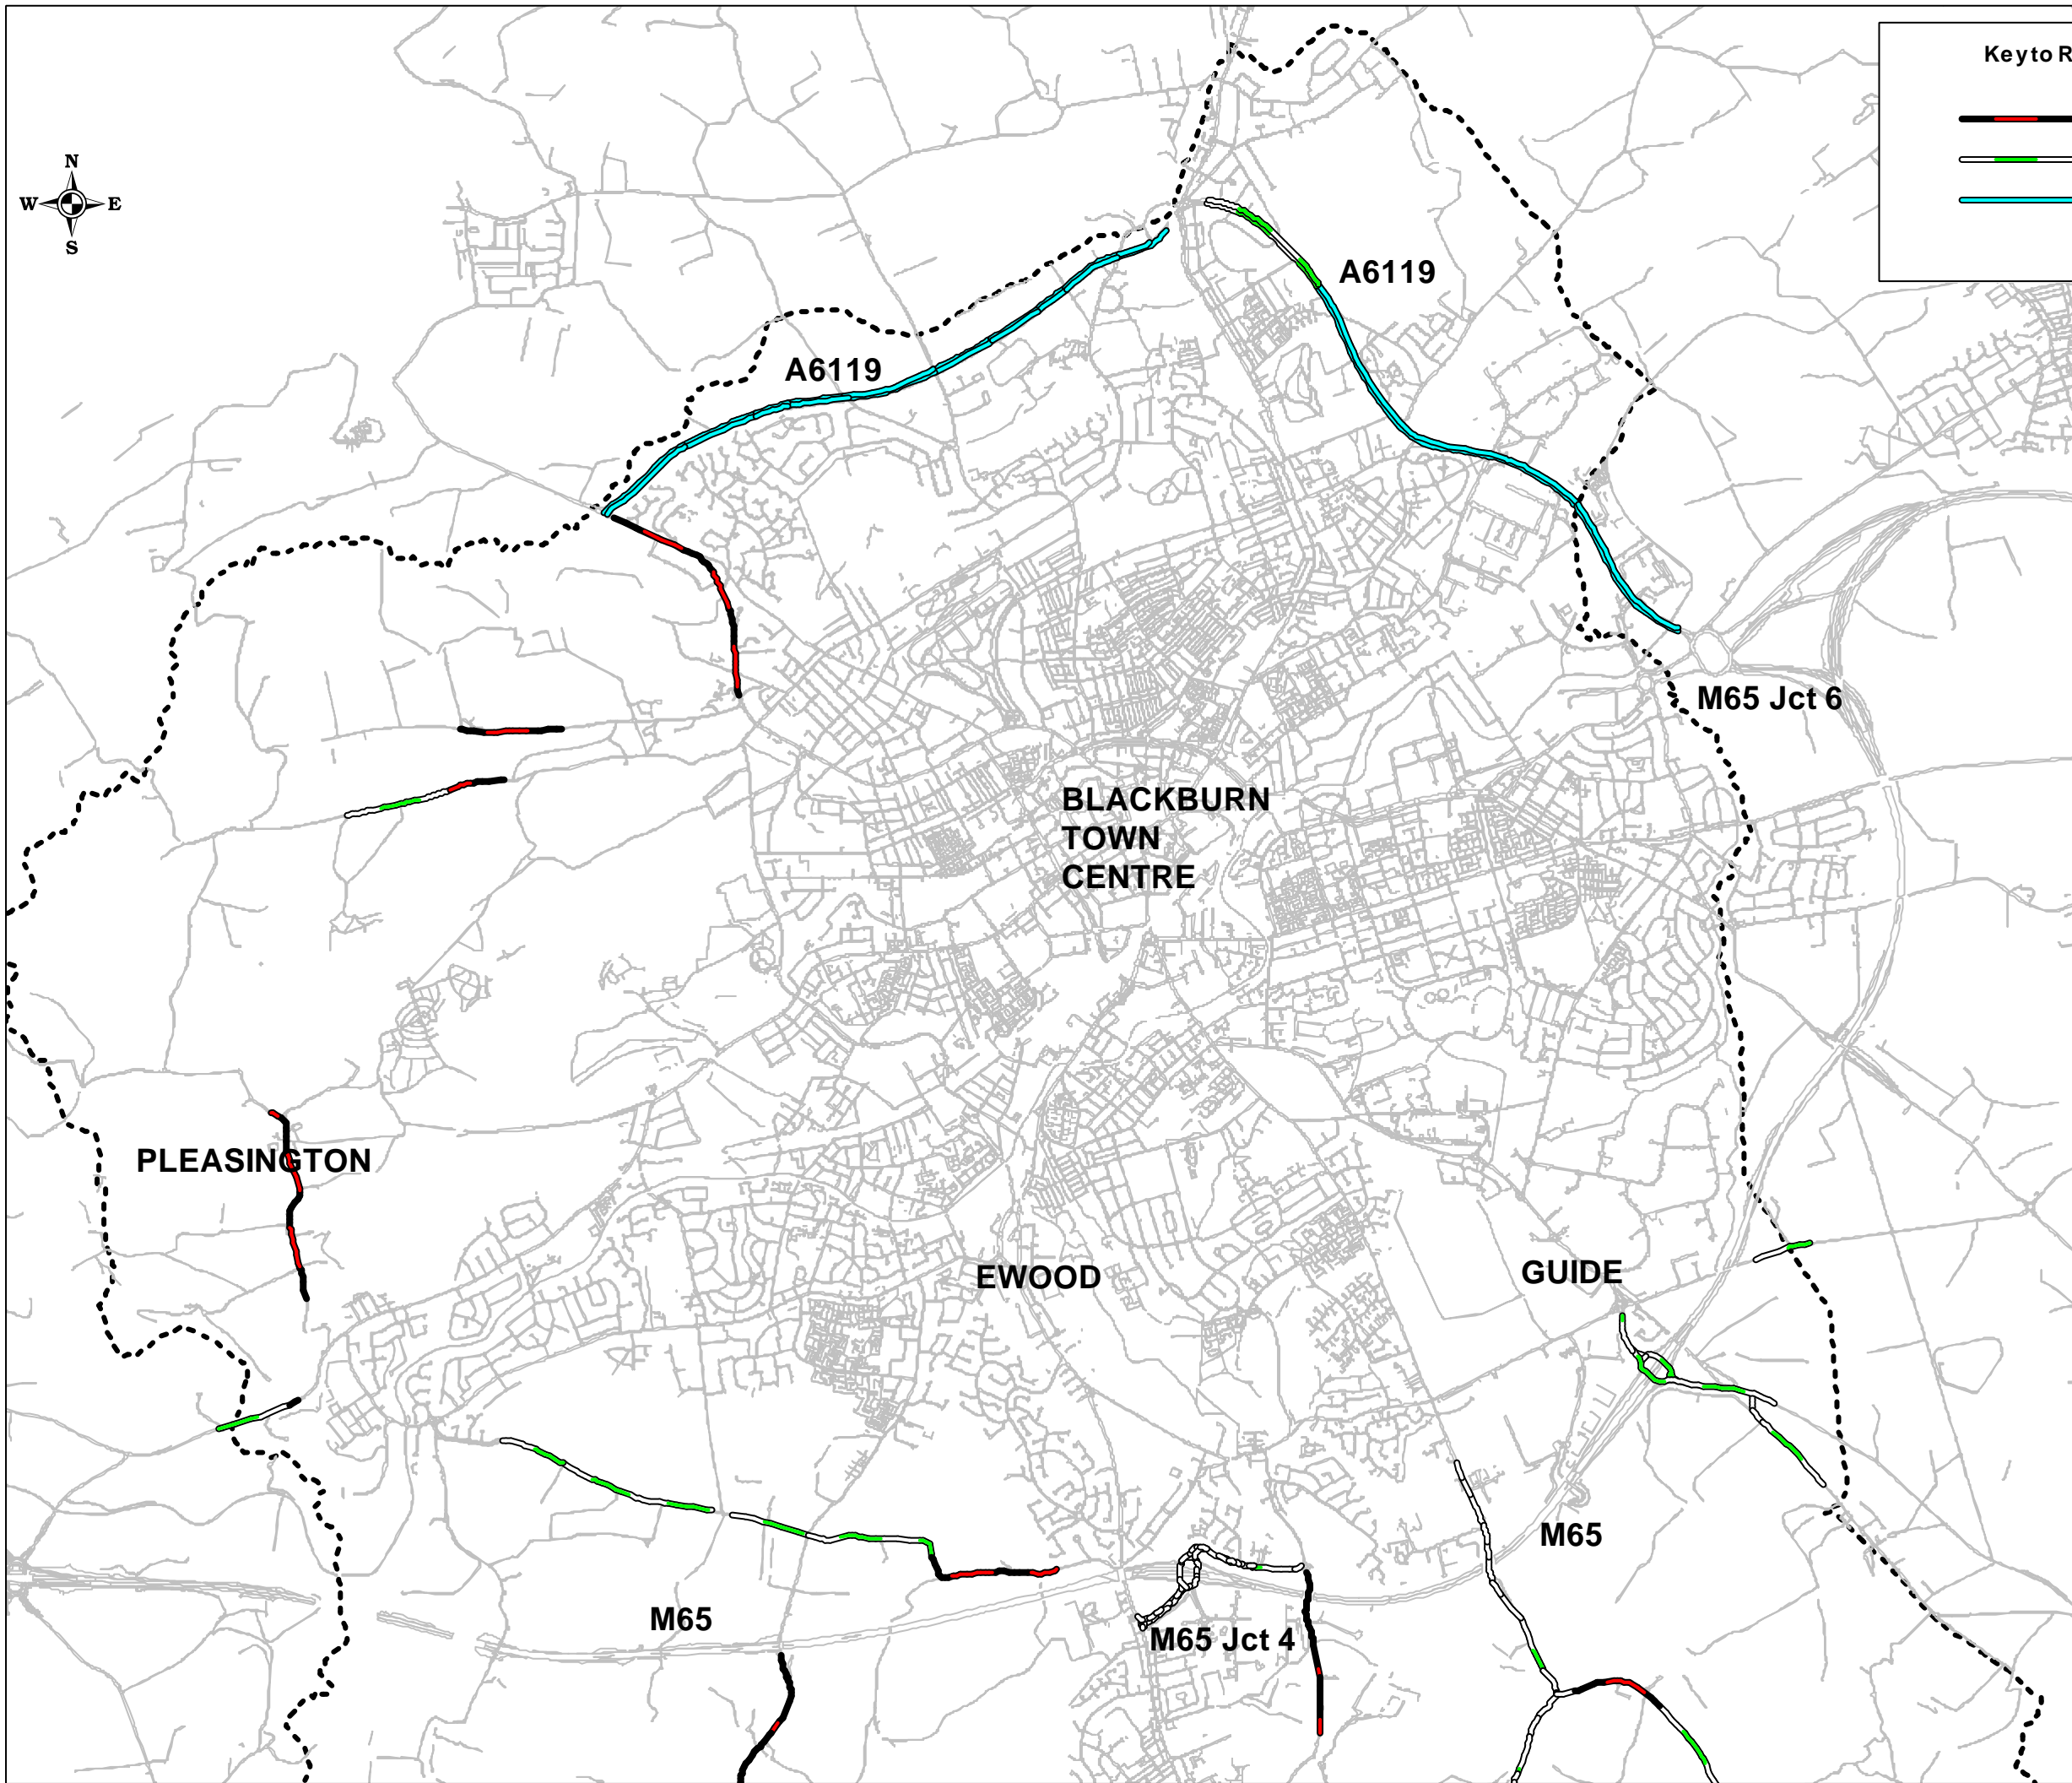 Key to R
N
W E
S
A6119
A6119
M65 Jct 6
BLACKBURN
TOWN
CENTRE
PLEASINGTON
EWOOD
GUIDE
M65
M65
M65 Jct 4